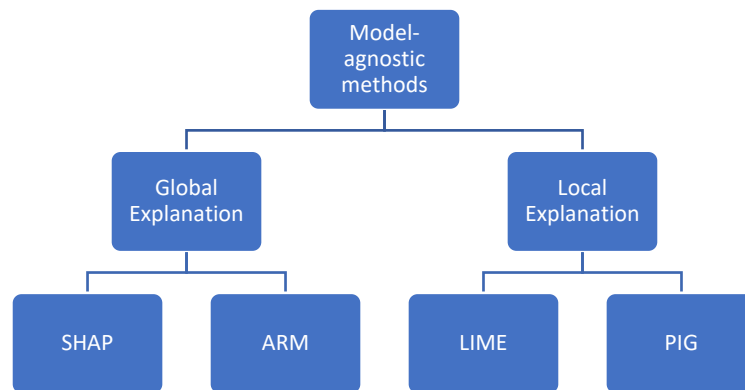 Model-
agnostic
methods
Global
Explanation
Local
Explanation
SHAP
ARM
LIME
PIG